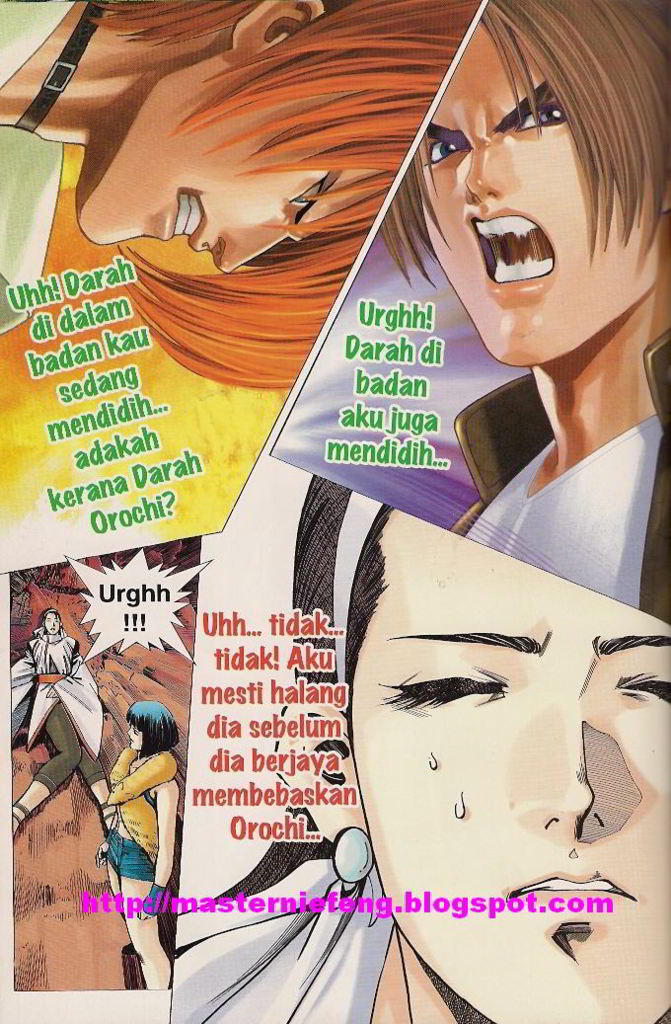 Uhh! Darah
di dalam
badan kau
sedang
mendidih...
adakah
kerana Darah
Orochi?
Urghh!
Darah di
badan
aku juga
mendidih...
Urghh
!!!
Uhh... tidak...
tidak! Aku
mesti halang
dia sebelum
dia berjaya
membebaskan
Orochi...
http://masterniefeng.blogspot.com